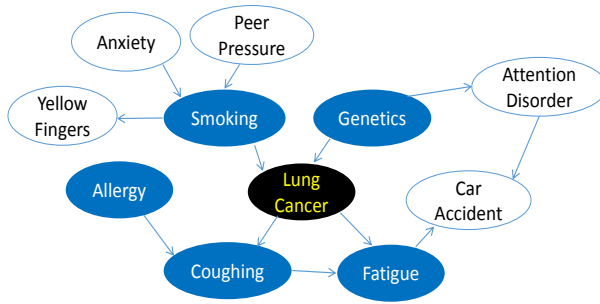 Anxiety
Peer
Pressure
Yellow
Fingers
Smoking
Genetics
Attention
Disorder
Allergy
Lung
Cancer
Car
Accident
Coughing
Fatigue